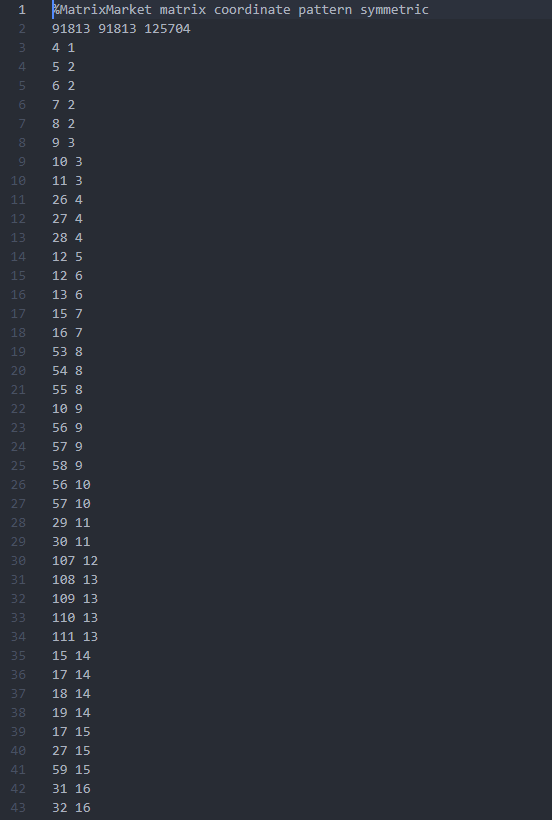 1 %MatrixMarket matrix coordinate pattern symmetric
2 91813 91813 125704
3 4 1
4 5 2
5 6 2
6 7 2
7 8 2
8 9 3
9 10 3
10 11 3
11 26 4
12 27 4
13 28 4
14 12 5
15 12 6
16 13 6
17 15 7
18 16 7
19 53 8
20 54 8
21 55 8
22 10 9
23 56 9
24 57 9
25 58 9
26 56 10
27 57 10
28 29 11
29 30 11
30 107 12
31 108 13
32 109 13
33 110 13
34 111 13
35 15 14
36 17 14
37 18 14
38 19 14
39 17 15
40 27 15
41 59 15
42 31 16
43 32 16